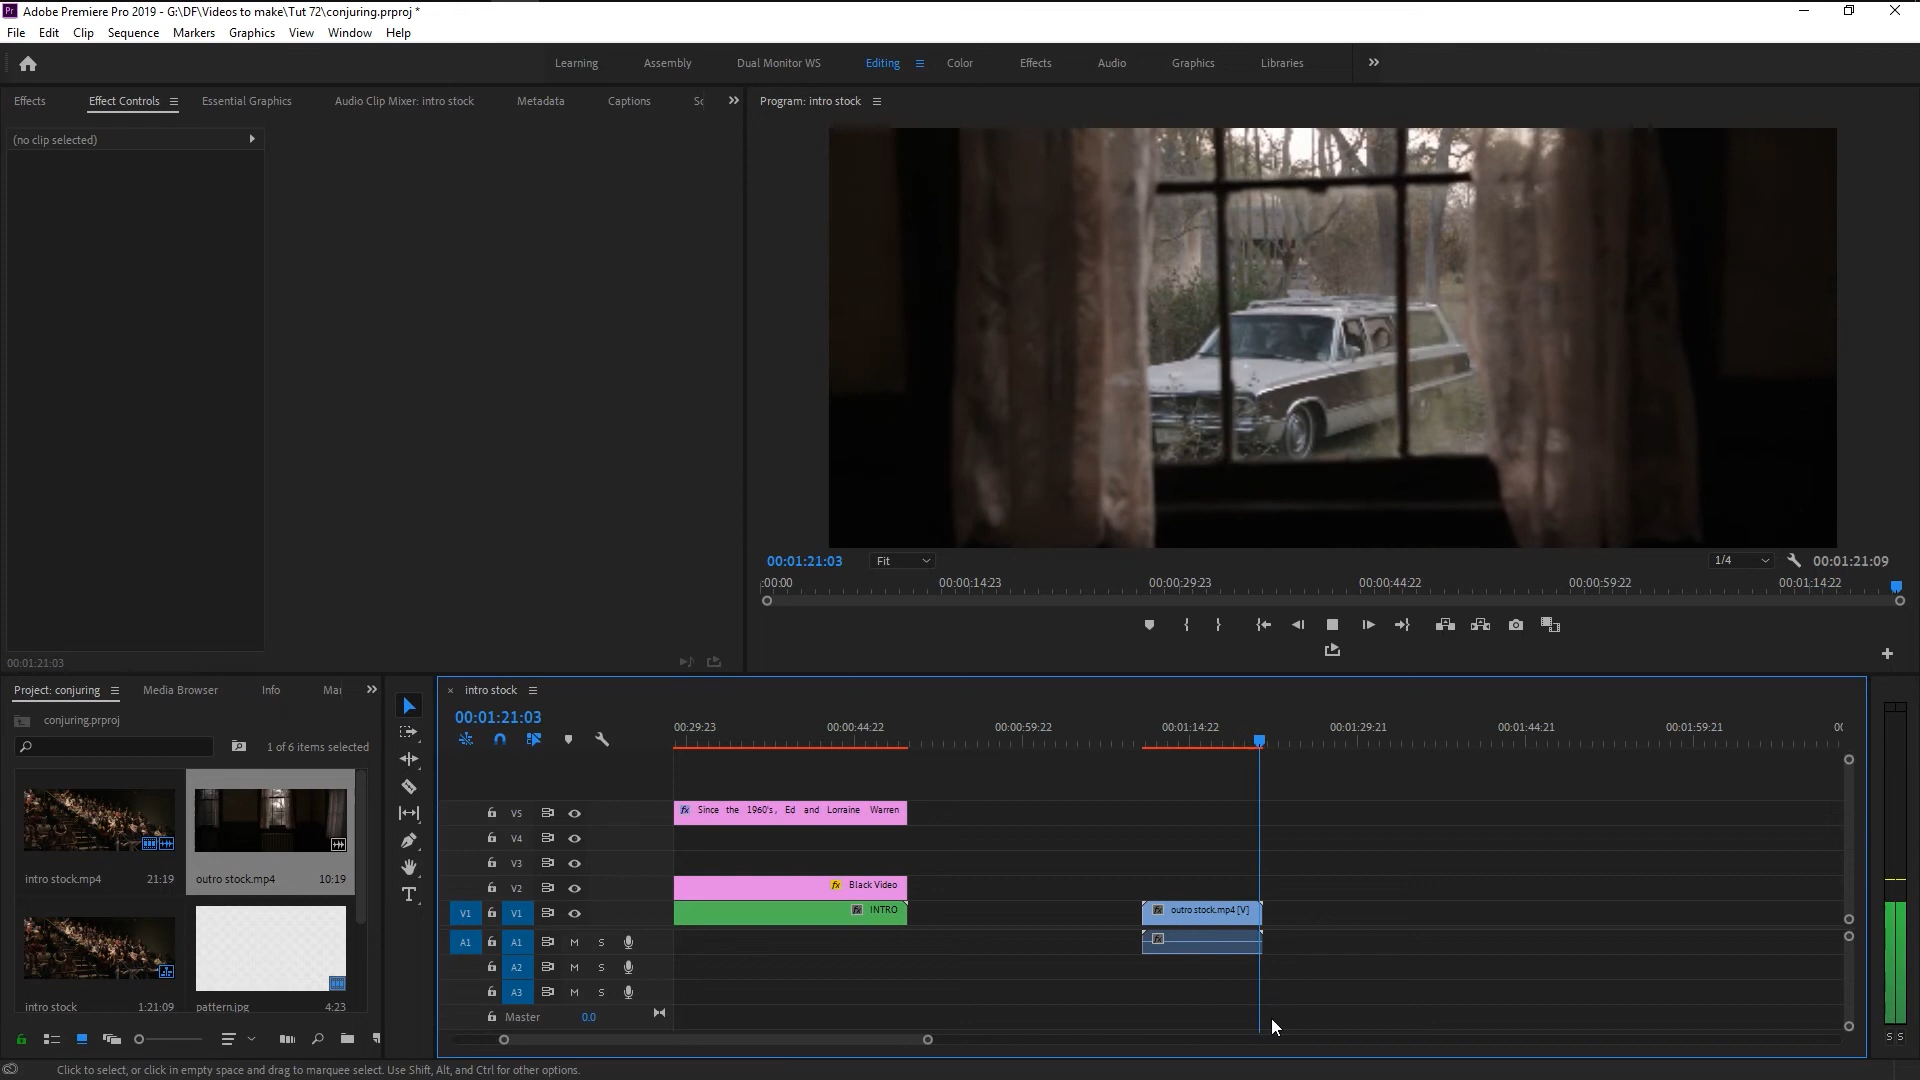 Pr Adobe Premiere Pro 2019 - G:\DF\Videos to make\Tut 72\conjuring.prproj *
File Edit Clip Sequence Markers Graphics View Window Help
Learning Assembly Dual Monitor WS Editing Color Effects Audio Graphics Libraries
Effects Effect Controls Essential Graphics Audio Clip Mixer: intro stock Metadata Captions Sc
Program: intro stock
(no clip selected)
00:01:21:03 Fit 1/4 00:01:21:09
:00:00 00:00:14:23 00:00:29:23 00:00:44:22 00:00:59:22 00:01:14:22
00:01:21:03
Project: conjuring Media Browser Info Mar
conjuring.prproj
1 of 6 items selected
intro stock.mp4 21:19
outro stock.mp4 10:19
intro stock 1:21:09
pattern.jpg 4:23
T
intro stock
00:01:21:03
00:29:23 00:00:44:22 00:00:59:22 00:01:14:22 00:01:29:21 00:01:44:21 00:01:59:21 00
V5 fx Since the 1960's, Ed and Lorraine Warren
V4
V3
V2 fx Black Video
V1 V1 fx INTRO fx outro stock.mp4 [V]
A1 A1 M S fx
A2 M S
A3 M S
Master 0.0
S S
Click to select, or click in empty space and drag to marquee select. Use Shift, Alt, and Ctrl for other options.